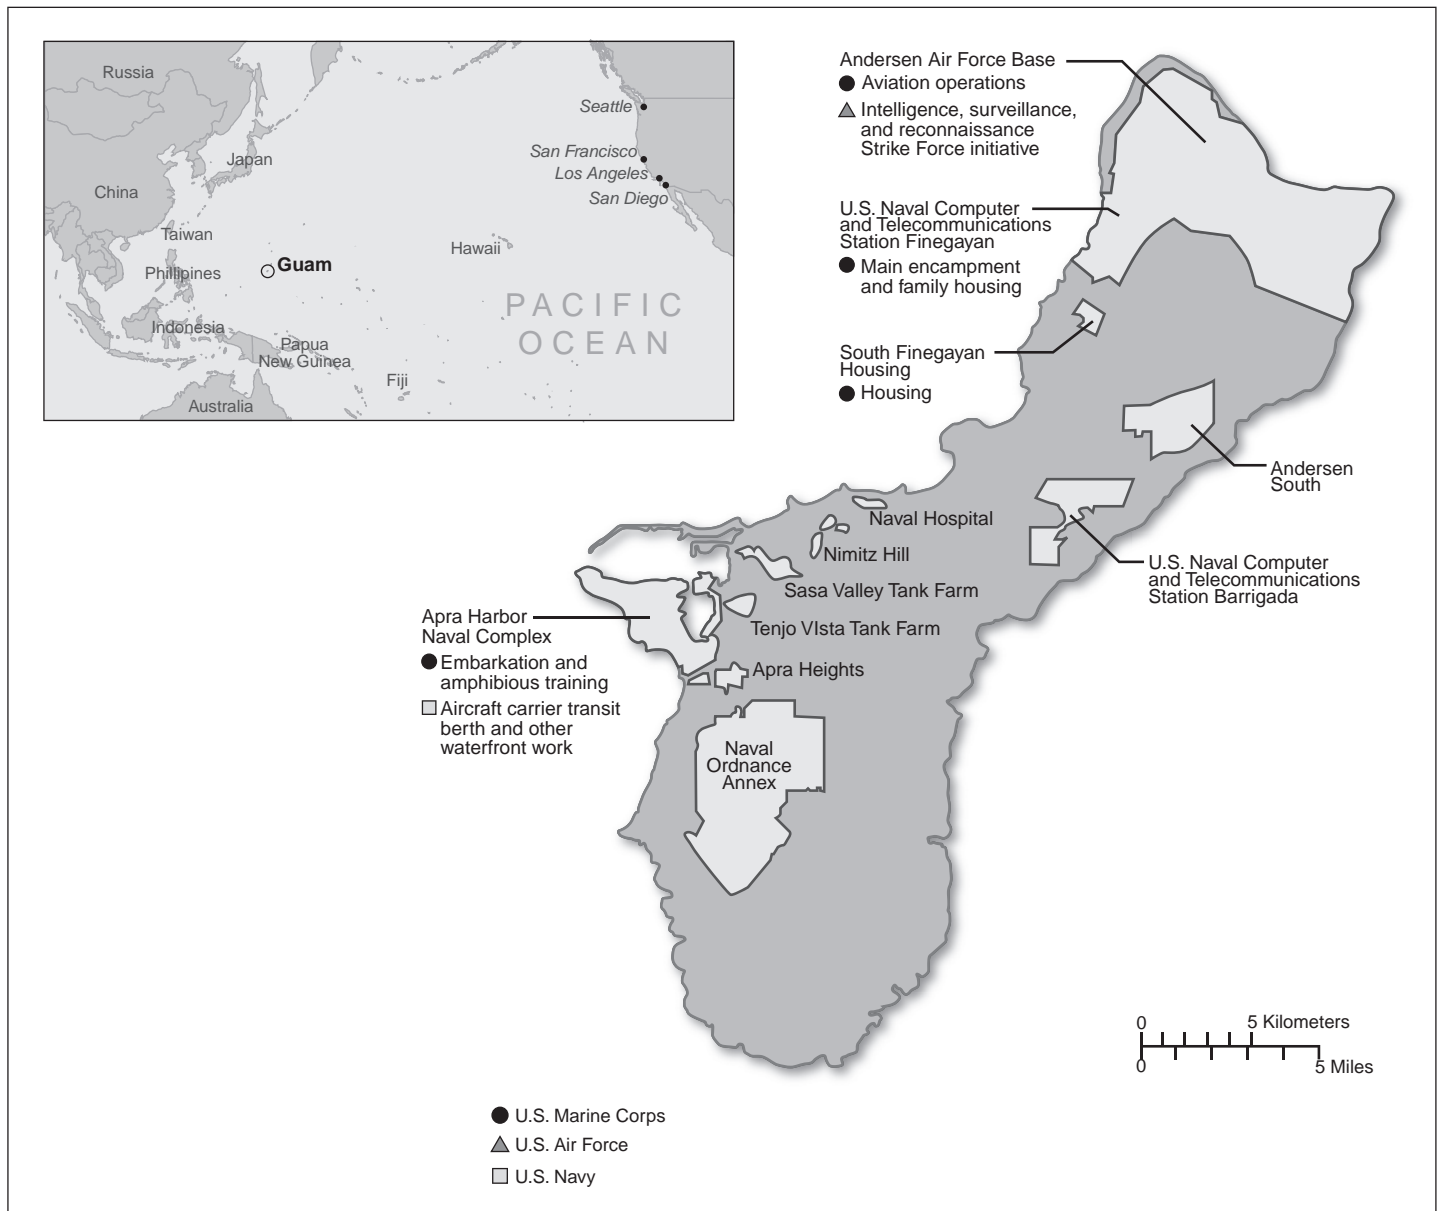 Russia
Japan
China
Taiwan
Phillipines
Guam
Indonesia
Papua
New Guinea
Australia
Fiji
Hawaii
PACIFIC
OCEAN
Seattle
San Francisco
Los Angeles
San Diego
Andersen Air Force Base
Aviation operations
Intelligence, surveillance,
and reconnaissance
Strike Force initiative
U.S. Naval Computer
and Telecommunications
Station Finegayan
Main encampment
and family housing
South Finegayan
Housing
Housing
Andersen
South
U.S. Naval Computer
and Telecommunications
Station Barrigada
Naval Hospital
Nimitz Hill
Sasa Valley Tank Farm
Tenjo VIsta Tank Farm
Apra Heights
Apra Harbor
Naval Complex
Embarkation and
amphibious training
Aircraft carrier transit
berth and other
waterfront work
Naval
Ordnance
Annex
0 5 Kilometers
0 5 Miles
U.S. Marine Corps
U.S. Air Force
U.S. Navy